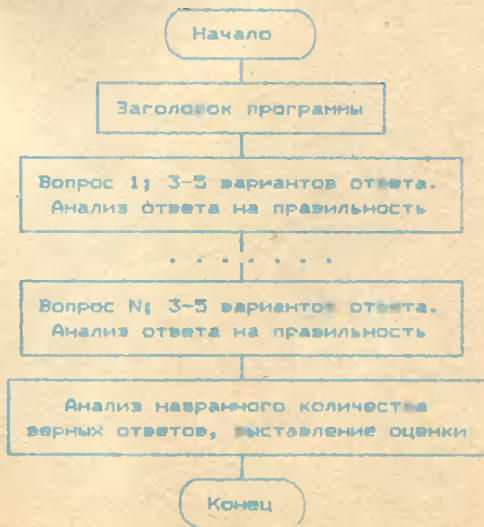 Начало
Заголовок программы
Вопрос 1; 3-5 вариантов ответа.
Анализ ответа на правильность
. . . . . . .
Вопрос N; 3-5 вариантов ответа.
Анализ ответа на правильность
Анализ набранного количества
верных ответов, выставление оценки
Конец